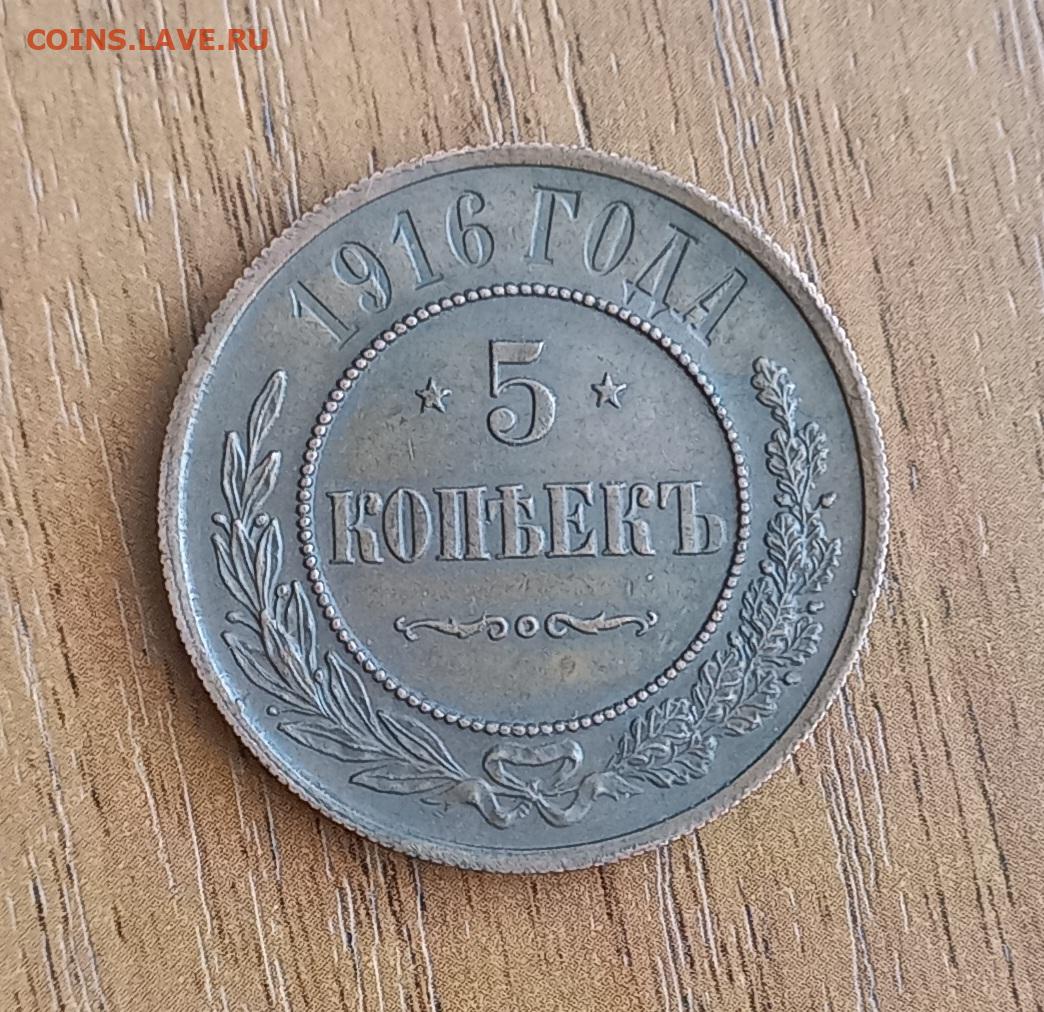 COINS.LAVE.RU
1916 ГОДА
5
КОПѢЕКЪ